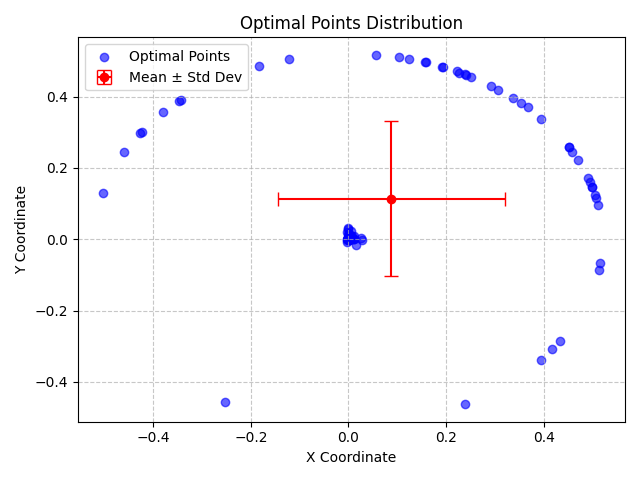 Optimal Points Distribution
Optimal Points
Mean ± Std Dev
Y Coordinate
0.4
0.2
0.0
−0.2
−0.4
−0.4
−0.2
0.0
0.2
0.4
X Coordinate